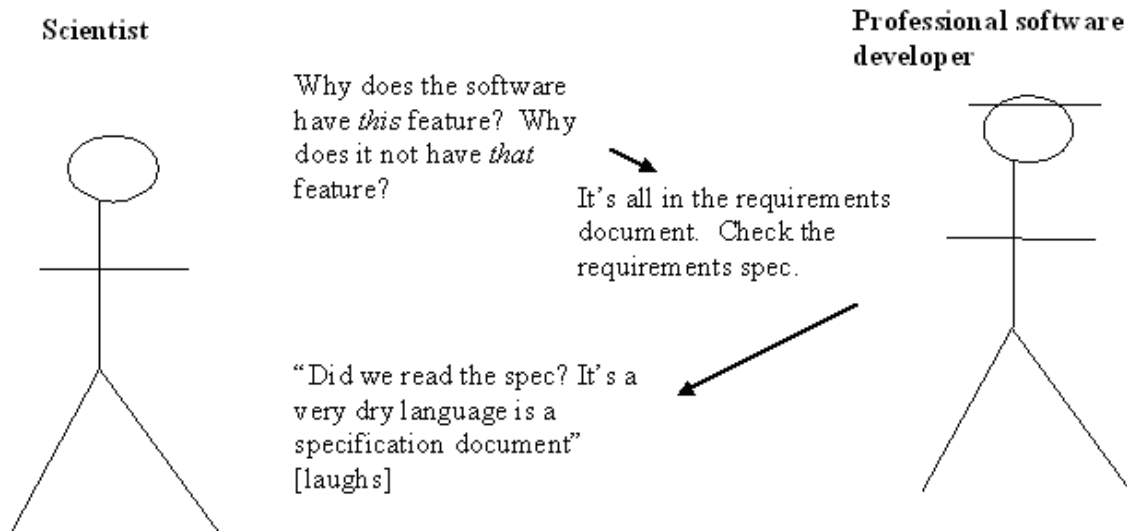 Scientist
Professional software
developer
Why does the software
have this feature?  Why
does it not have that
feature?
It’s all in the requirements
document.  Check the
requirements spec.
“Did we read the spec? It’s a
very dry language is a
specification document”
[laughs]